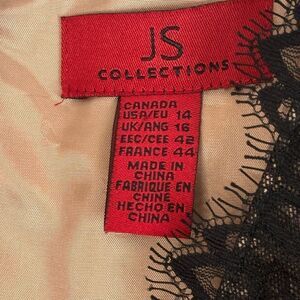 JS
COLLECTIONS
CANADA
USA/EU 14
UK/ANG 16
EEC/CEE 42
FRANCE 44
MADE IN
CHINA
FABRIQUE EN
CHINE
HECHO EN
CHINA